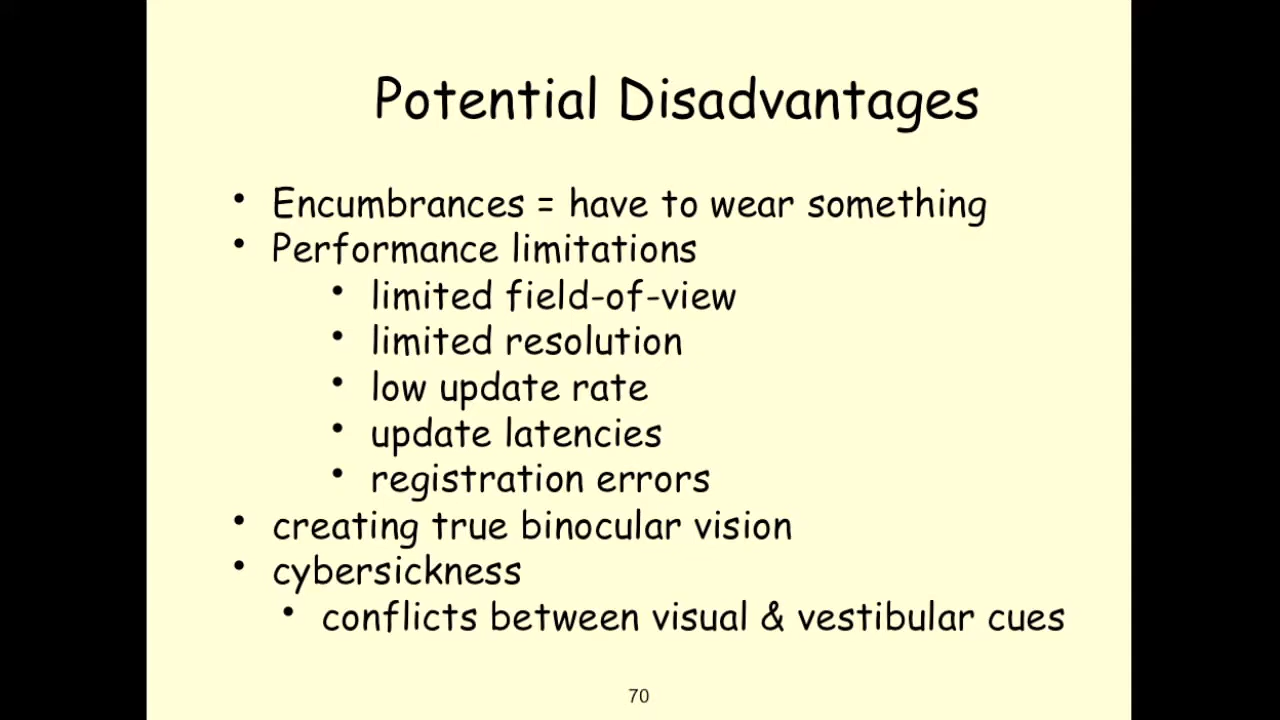 Potential Disadvantages
• Encumbrances = have to wear something
• Performance limitations
• limited field-of-view
• limited resolution
• low update rate
• update latencies
• registration errors
• creating true binocular vision
• cybersickness
• conflicts between visual & vestibular cues
70